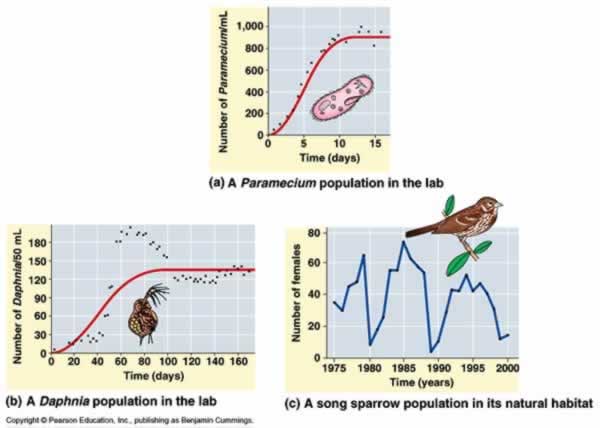 Number of Paramecium/mL
1,000
800
600
400
200
0
0 5 10 15
Time (days)
(a) A Paramecium population in the lab
Number of Daphnia/50 mL
180
150
120
90
60
30
0
0 20 40 60 80 100 120 140 160
Time (days)
(b) A Daphnia population in the lab
Number of females
80
60
40
20
0
1975 1980 1985 1990 1995 2000
Time (years)
(c) A song sparrow population in its natural habitat
Copyright © Pearson Education, Inc., publishing as Benjamin Cummings.